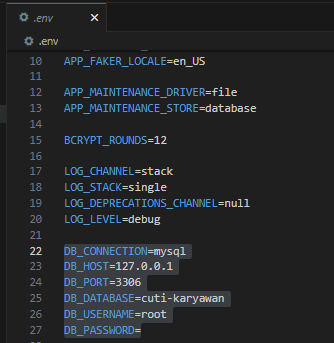 .env
.env
10 APP_FAKER_LOCALE=en_US
11
12 APP_MAINTENANCE_DRIVER=file
13 APP_MAINTENANCE_STORE=database
14
15 BCRYPT_ROUNDS=12
16
17 LOG_CHANNEL=stack
18 LOG_STACK=single
19 LOG_DEPRECATIONS_CHANNEL=null
20 LOG_LEVEL=debug
21
22 DB_CONNECTION=mysql
23 DB_HOST=127.0.0.1
24 DB_PORT=3306
25 DB_DATABASE=cuti-karyawan
26 DB_USERNAME=root
27 DB_PASSWORD=